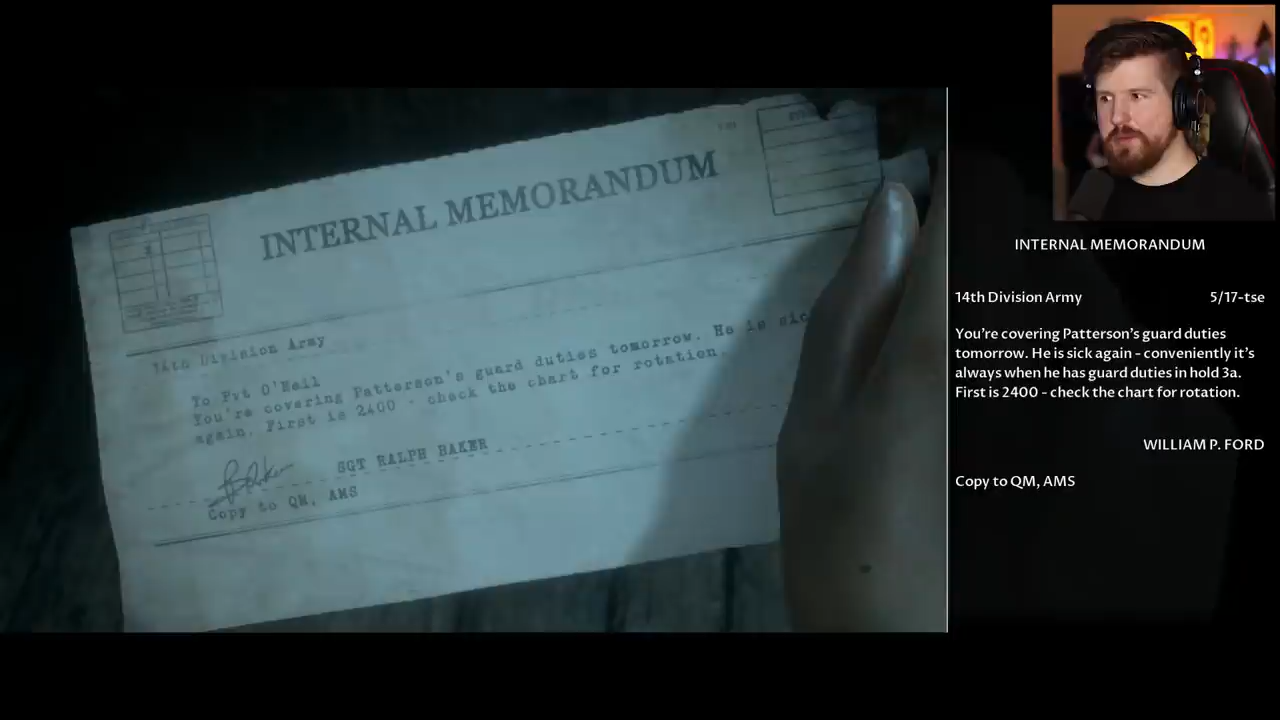 INTERNAL MEMORANDUM
14th Division Army
To Pvt O'Neil
You're covering Patterson's guard duties tomorrow. He is sic
again. First is 2400 - check the chart for rotation.
SGT RALPH BAKER
Copy to QM, AMS
INTERNAL MEMORANDUM
14th Division Army 5/17-tse
You're covering Patterson's guard duties
tomorrow. He is sick again - conveniently it's
always when he has guard duties in hold 3a.
First is 2400 - check the chart for rotation.
WILLIAM P. FORD
Copy to QM, AMS